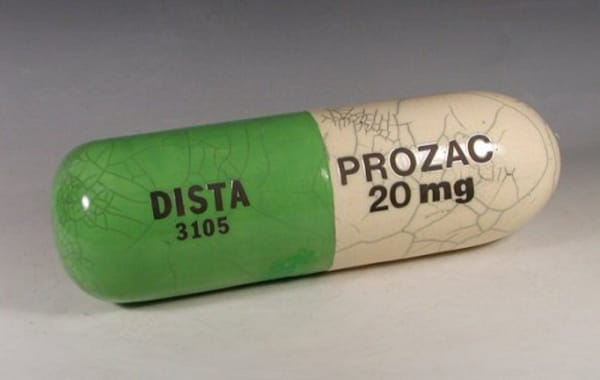 DISTA
3105
PROZAC
20 mg